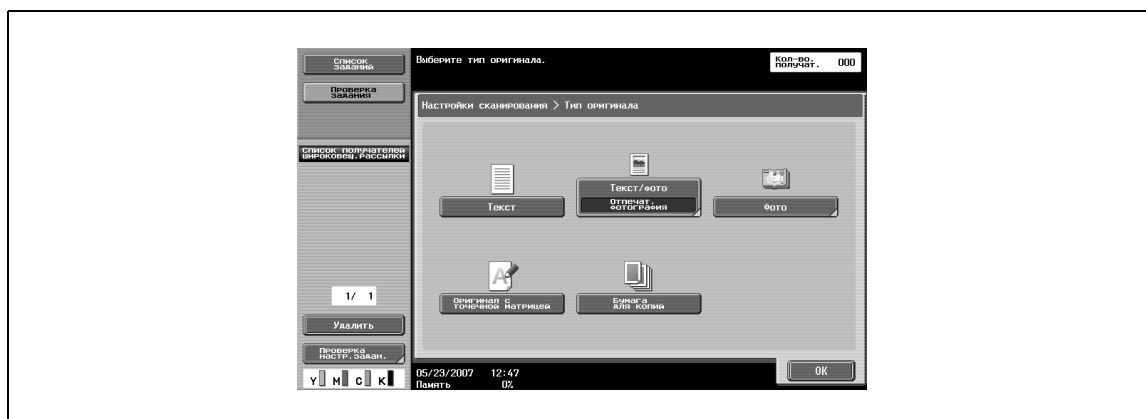 Список
заданий
Проверка
задания
Список получателей
широковещ.рассылки
1/ 1
Удалить
Проверка
настр.задан.
Y M C K
Выберите тип оригинала.
Кол-во.
получат. 000
Настройки сканирования > Тип оригинала
Текст
Текст/фото
Отпечат.
фотография
Фото
Оригинал с
точечной матрицей
Бумага
для копий
05/23/2007 12:47
Память 0%
OK